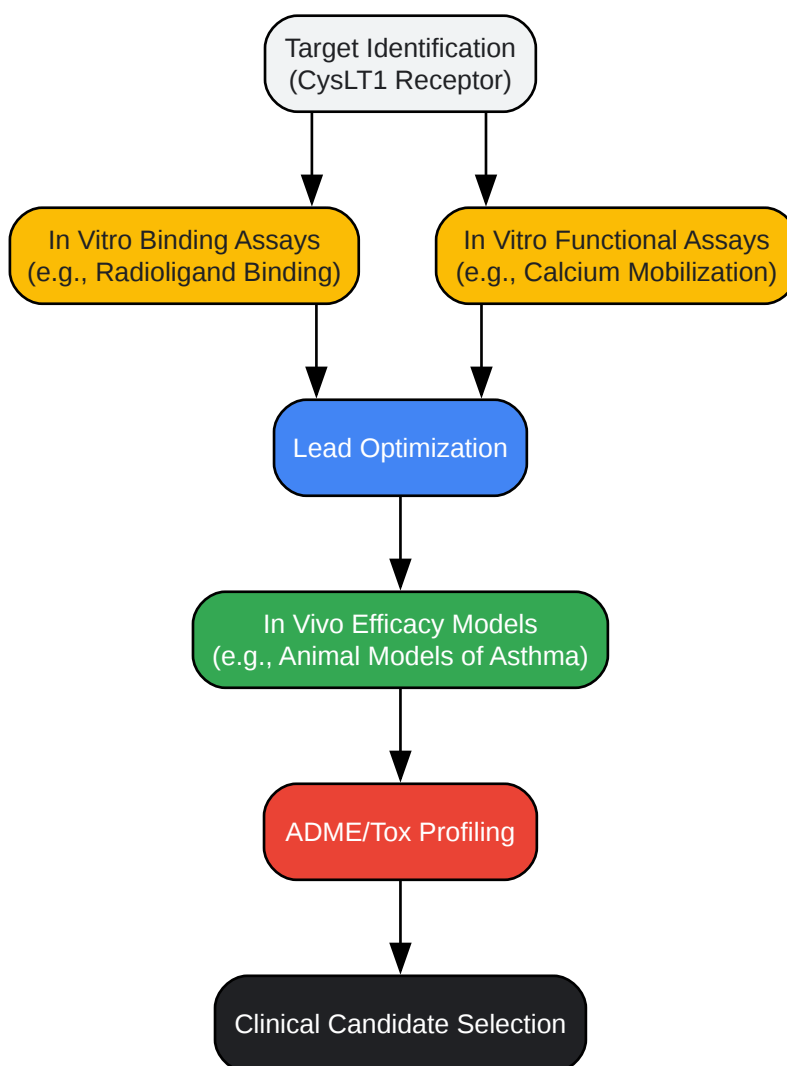 Target Identification
(CysLT1 Receptor)
In Vitro Binding Assays
(e.g., Radioligand Binding)
In Vitro Functional Assays
(e.g., Calcium Mobilization)
Lead Optimization
In Vivo Efficacy Models
(e.g., Animal Models of Asthma)
ADME/Tox Profiling
Clinical Candidate Selection